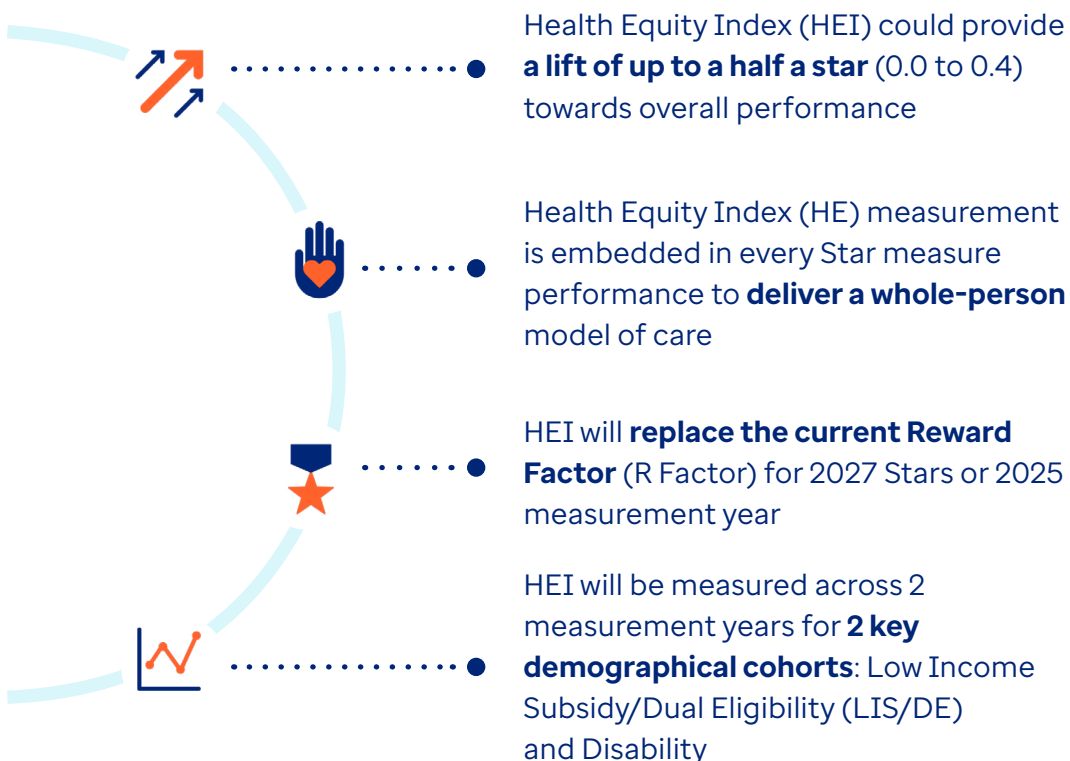 Health Equity Index (HEI) could provide
a lift of up to a half a star (0.0 to 0.4)
towards overall performance
Health Equity Index (HE) measurement
is embedded in every Star measure
performance to deliver a whole-person
model of care
HEI will replace the current Reward
Factor (R Factor) for 2027 Stars or 2025
measurement year
HEI will be measured across 2
measurement years for 2 key
demographical cohorts: Low Income
Subsidy/Dual Eligibility (LIS/DE)
and Disability